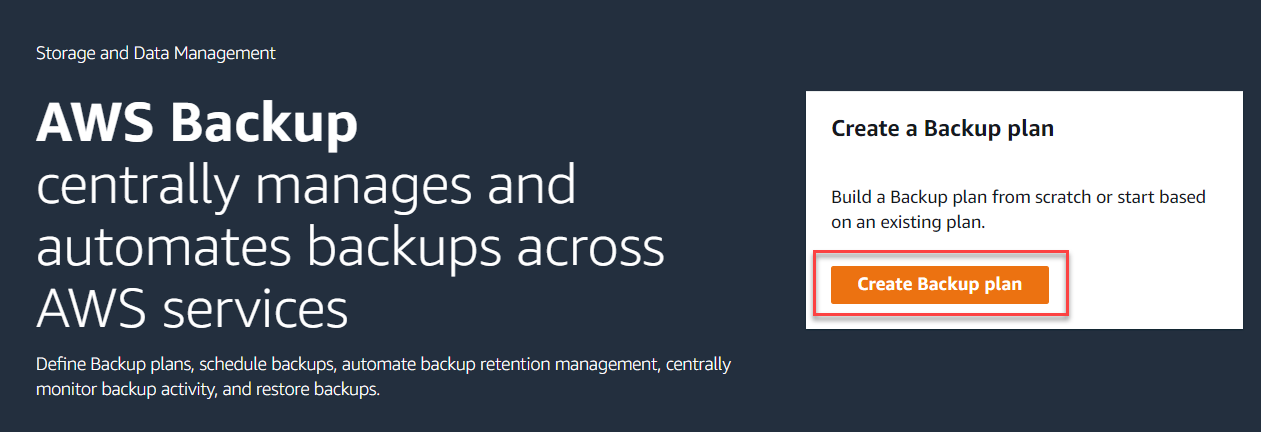 Storage and Data Management
AWS Backup
centrally manages and
automates backups across
AWS services
Define Backup plans, schedule backups, automate backup retention management, centrally
monitor backup activity, and restore backups.
Create a Backup plan
Build a Backup plan from scratch or start based
on an existing plan.
Create Backup plan